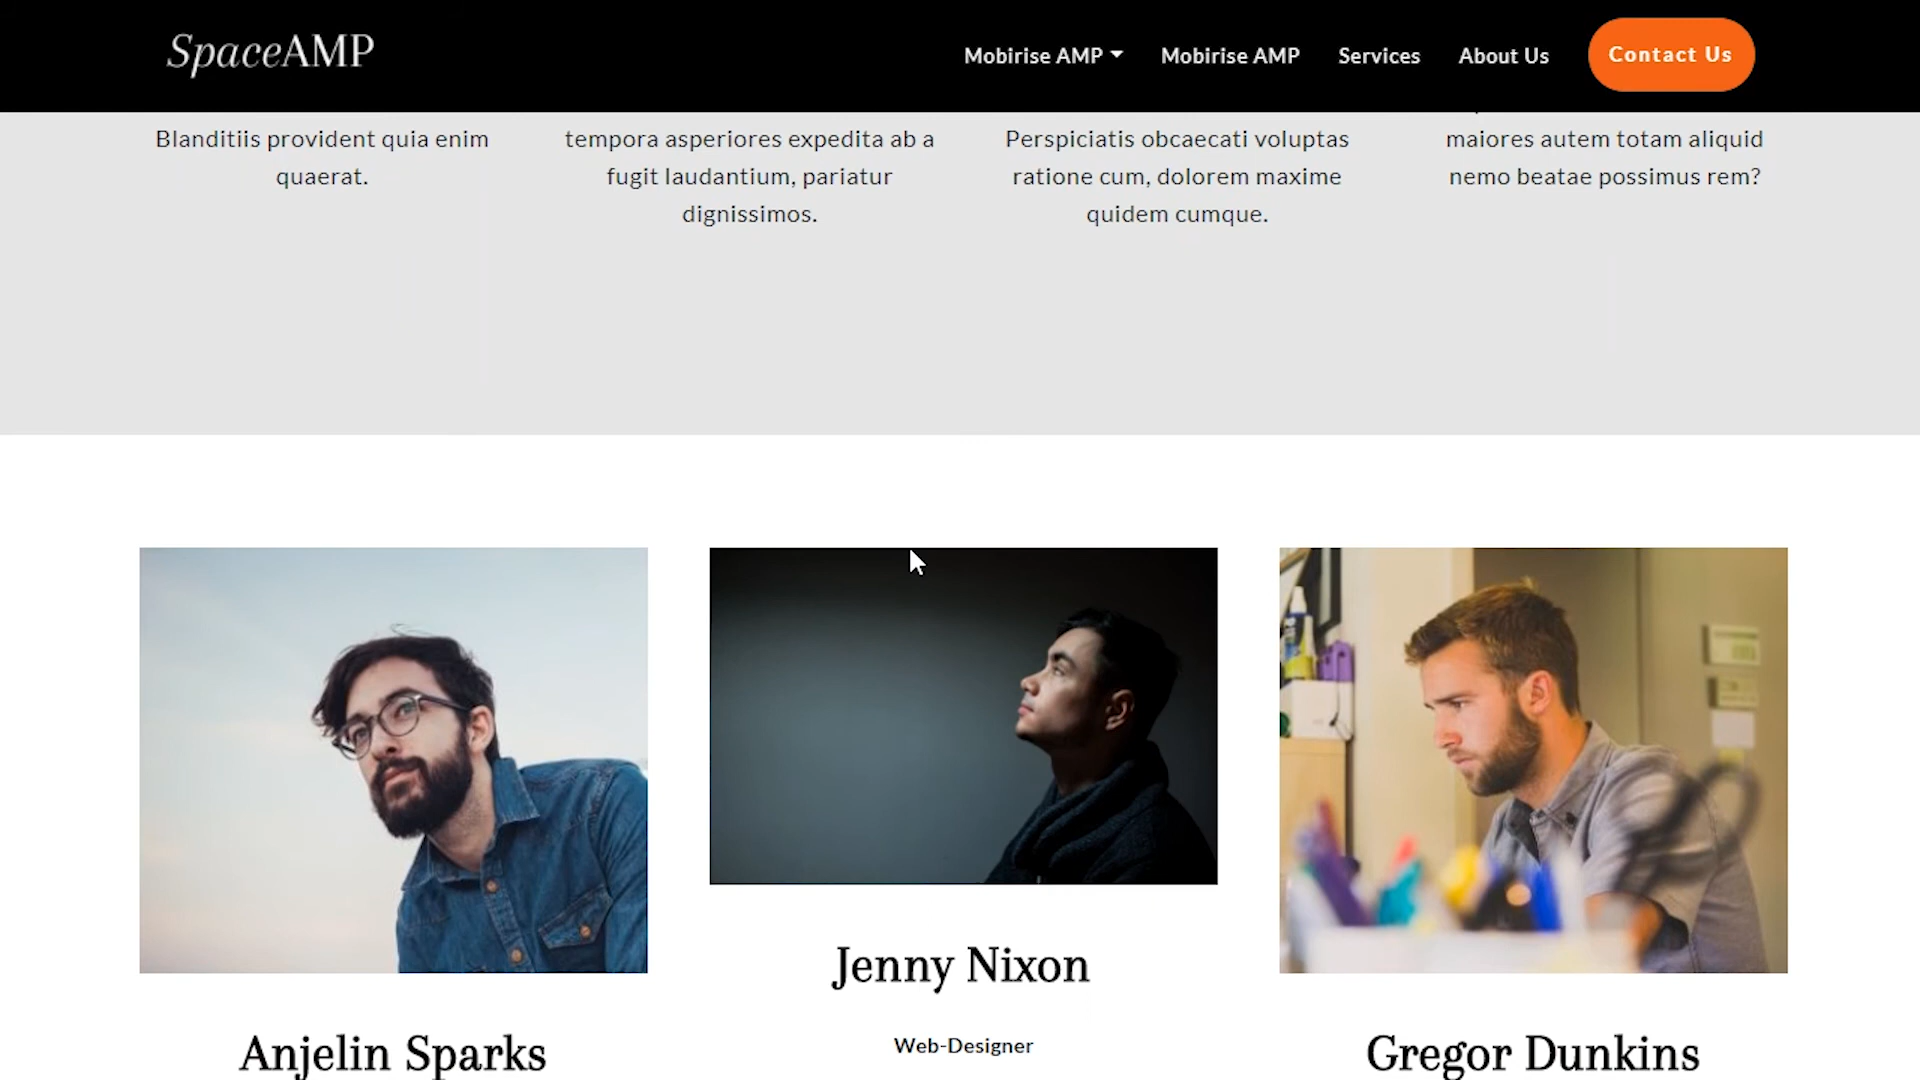 SpaceAMP
Mobirise AMP
Mobirise AMP
Services
About Us
Contact Us
Blanditiis provident quia enim
quaerat.
tempora asperiores expedita ab a
fugit laudantium, pariatur
dignissimos.
Perspiciatis obcaecati voluptas
ratione cum, dolorem maxime
quidem cumque.
maiores autem totam aliquid
nemo beatae possimus rem?
Anjelin Sparks
Jenny Nixon
Web-Designer
Gregor Dunkins